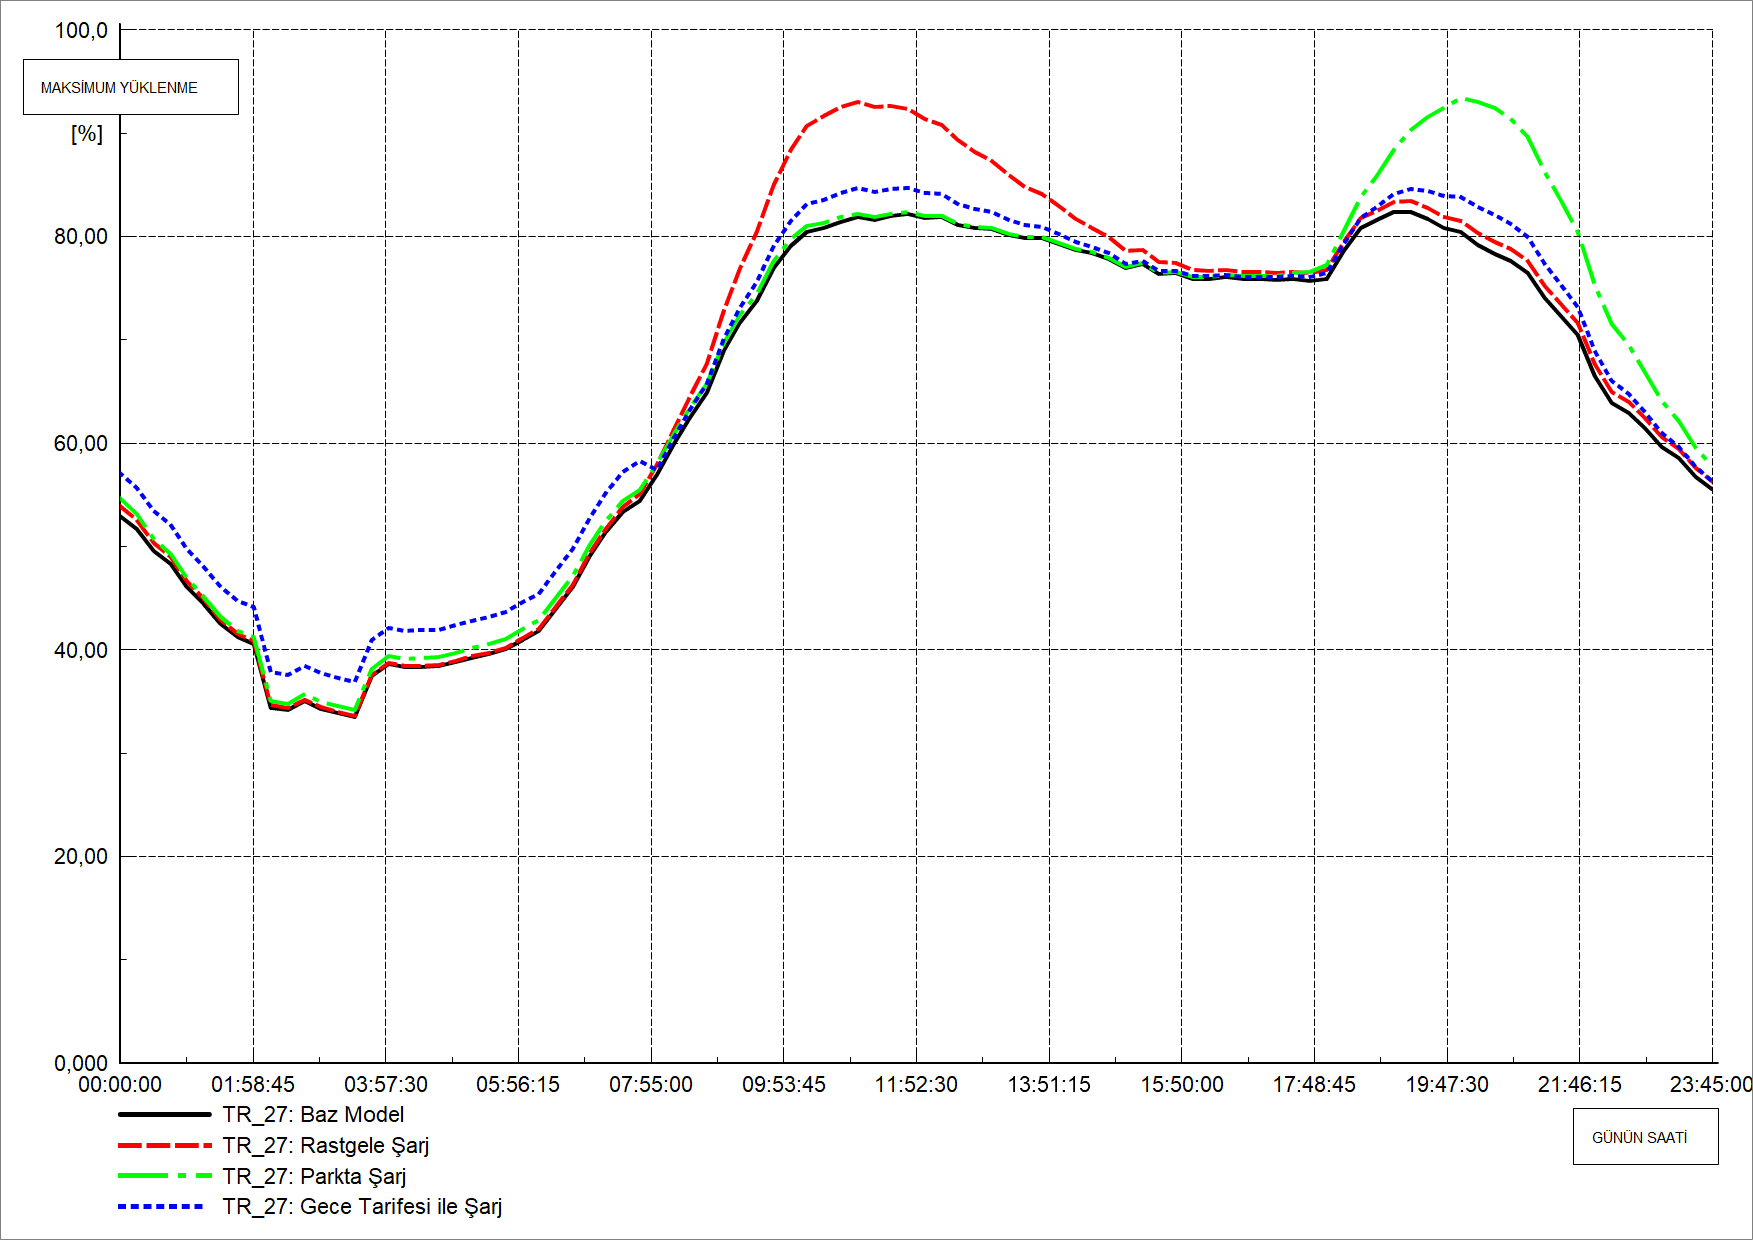 100,0
MAKSİMUM YÜKLENME
[%]
80,00
60,00
40,00
20,00
0,000
00:00:00 01:58:45 03:57:30 05:56:15 07:55:00 09:53:45 11:52:30 13:51:15 15:50:00 17:48:45 19:47:30 21:46:15 23:45:00
TR_27: Baz Model
TR_27: Rastgele Şarj
TR_27: Parkta Şarj
TR_27: Gece Tarifesi ile Şarj
GÜNÜN SAATİ